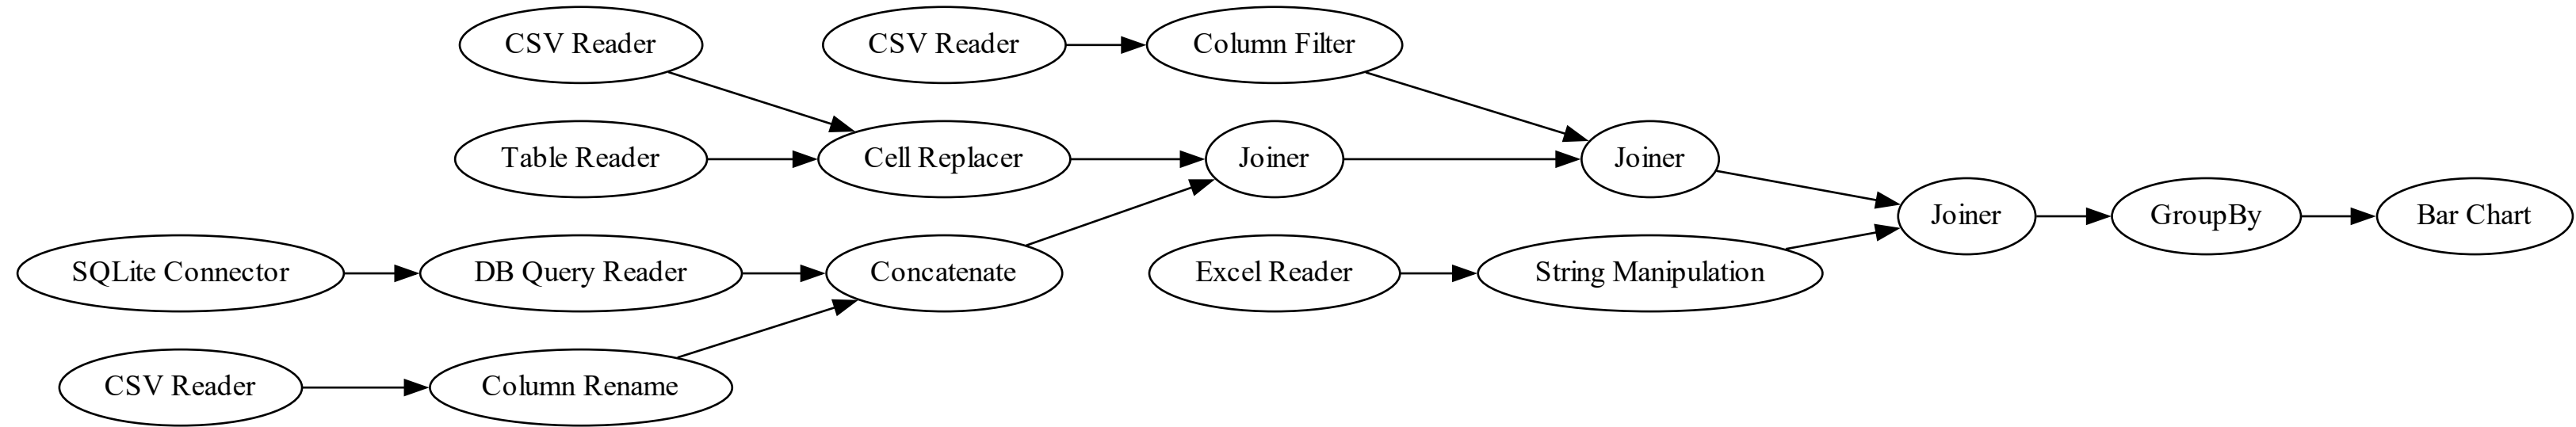 CSV Reader
CSV Reader
Column Filter
Table Reader
Cell Replacer
Joiner
Joiner
Joiner
GroupBy
Bar Chart
SQLite Connector
DB Query Reader
Concatenate
Excel Reader
String Manipulation
CSV Reader
Column Rename